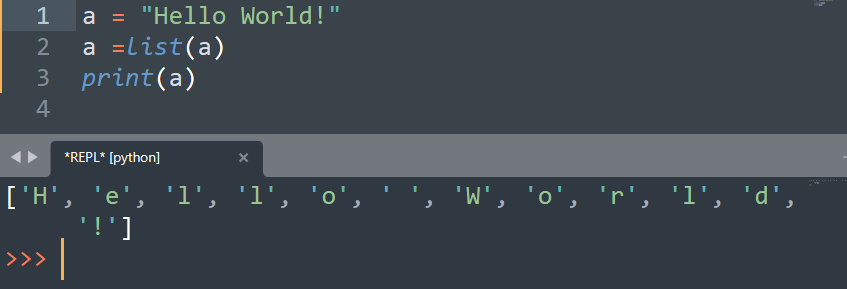 1 a = "Hello World!"
2 a =list(a)
3 print(a)
4
*REPL* [python] ×
['H', 'e', 'l', 'l', 'o', ' ', 'W', 'o', 'r', 'l', 'd',
'!']
>>>